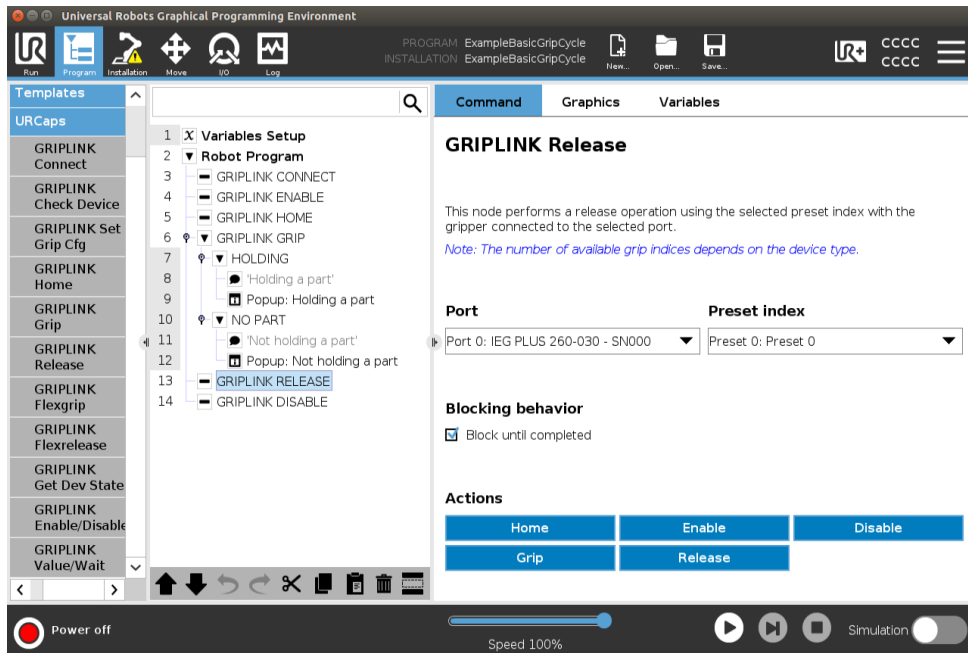 Universal Robots Graphical Programming Environment
UR
Run
Program
Installation
Move
I/O
Log
PROGRAM ExampleBasicGripCycle
INSTALLATION ExampleBasicGripCycle
New...
Open...
Save...
UR+
CCCC
CCCC
Templates
URCaps
GRIPLINK
Connect
GRIPLINK
Check Device
GRIPLINK Set
Grip Cfg
GRIPLINK
Home
GRIPLINK
Grip
GRIPLINK
Release
GRIPLINK
Flexgrip
GRIPLINK
Flexrelease
GRIPLINK
Get Dev State
GRIPLINK
Enable/Disable
GRIPLINK
Value/Wait
1 X Variables Setup
2 Robot Program
3 GRIPLINK CONNECT
4 GRIPLINK ENABLE
5 GRIPLINK HOME
6 GRIPLINK GRIP
7 HOLDING
8 'Holding a part'
9 Popup: Holding a part
10 NO PART
11 'Not holding a part'
12 Popup: Not holding a part
13 GRIPLINK RELEASE
14 GRIPLINK DISABLE
Command Graphics Variables
GRIPLINK Release
This node performs a release operation using the selected preset index with the
gripper connected to the selected port.
Note: The number of available grip indices depends on the device type.
Port Preset index
Port 0: IEG PLUS 260-030 - SN000 Preset 0: Preset 0
Blocking behavior
Block until completed
Actions
Home Enable Disable
Grip Release
Power off
Speed 100%
Simulation